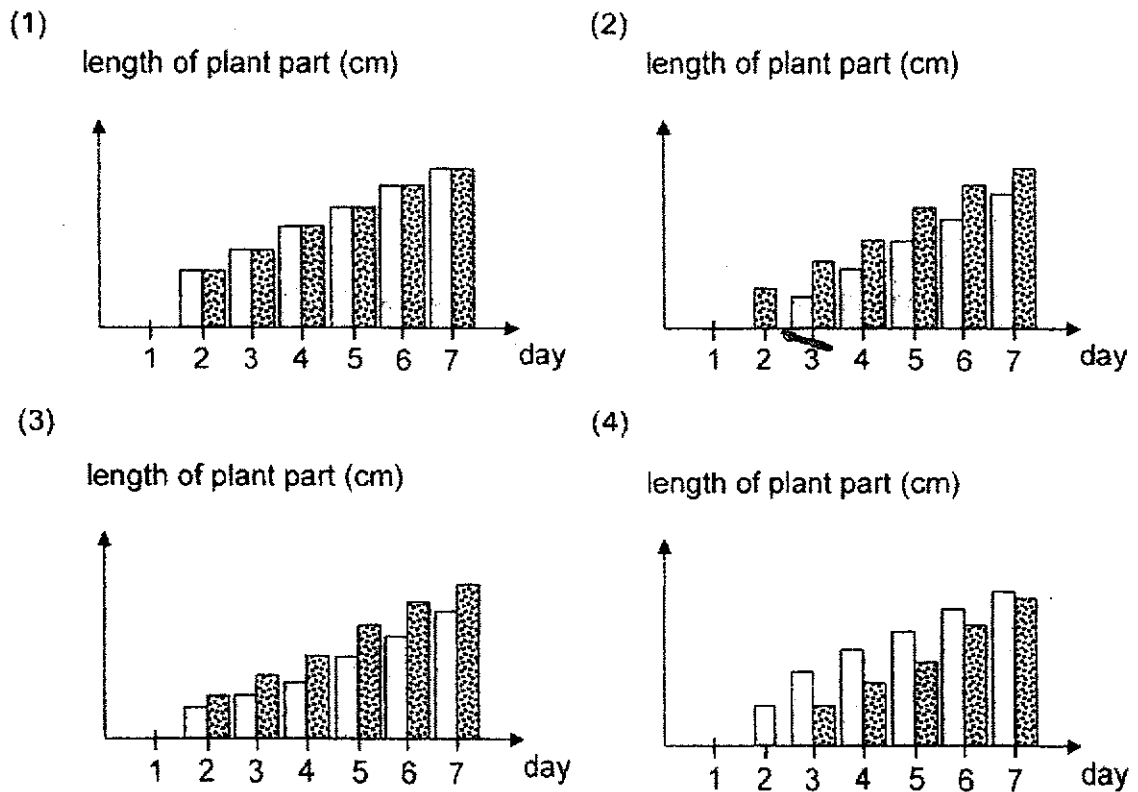 (1)
length of plant part (cm)
1 2 3 4 5 6 7 day
(2)
length of plant part (cm)
1 2 3 4 5 6 7 day
(3)
length of plant part (cm)
1 2 3 4 5 6 7 day
(4)
length of plant part (cm)
1 2 3 4 5 6 7 day